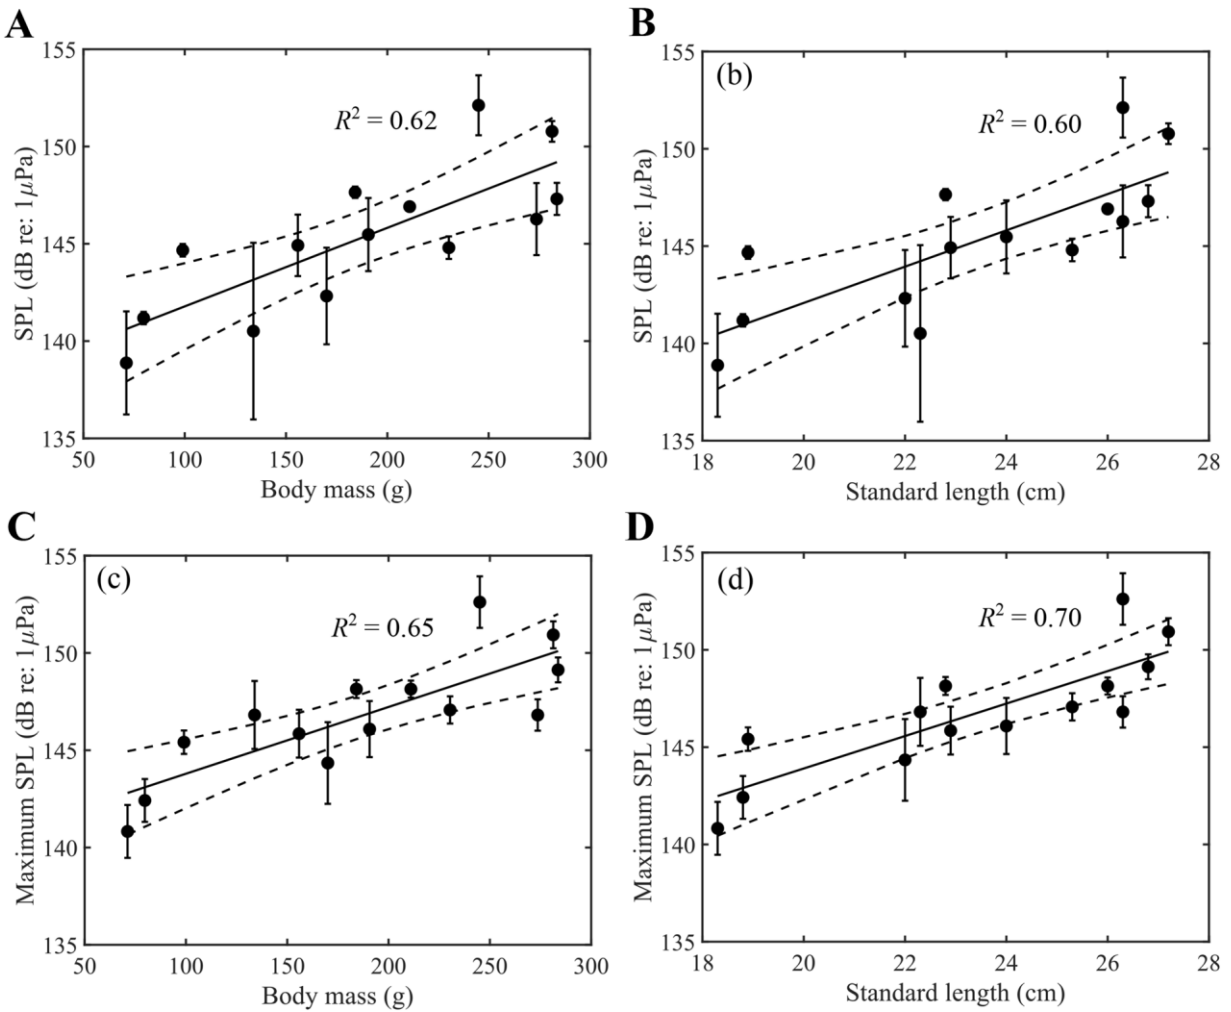 A
155
150
145
140
135
SPL (dB re: 1μPa)
R² = 0.62
50 100 150 200 250 300
Body mass (g)
B
(b)
155
150
145
140
135
SPL (dB re: 1μPa)
R² = 0.60
18 20 22 24 26 28
Standard length (cm)
C
(c)
155
150
145
140
135
Maximum SPL (dB re: 1μPa)
R² = 0.65
50 100 150 200 250 300
Body mass (g)
D
(d)
155
150
145
140
135
Maximum SPL (dB re: 1μPa)
R² = 0.70
18 20 22 24 26 28
Standard length (cm)